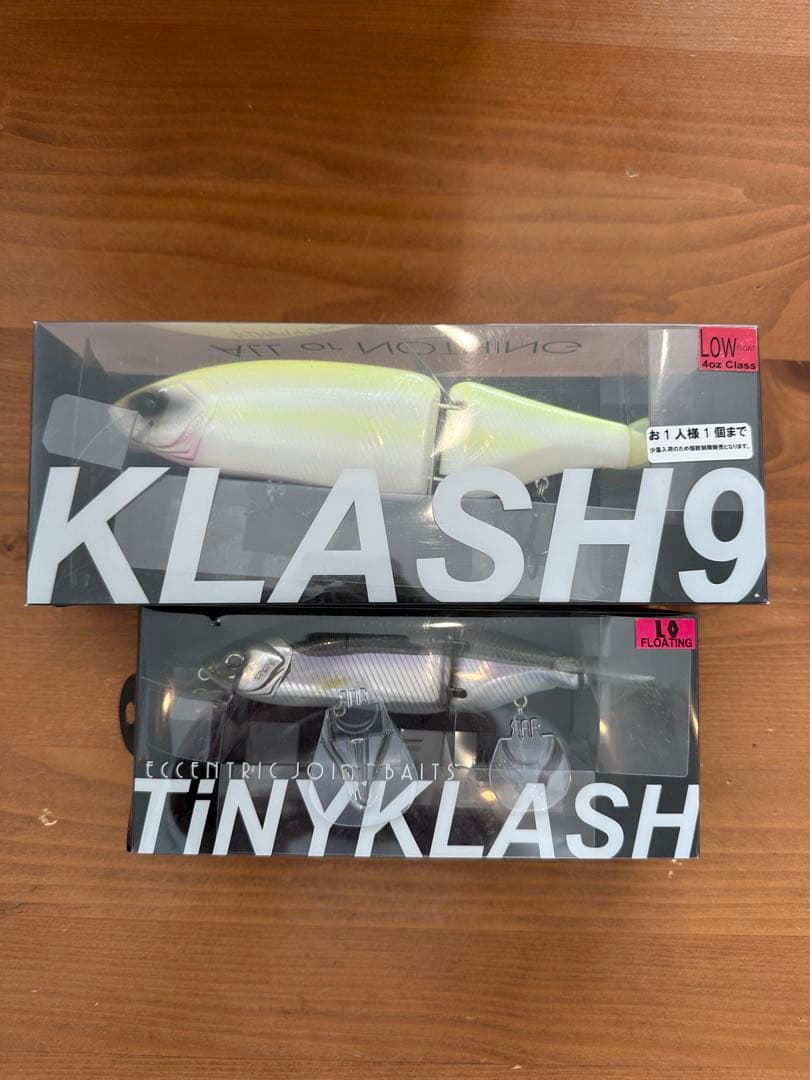 ALL or NOTHiNG
LOW FLOAT
4oz Class
お1人様1個まで
少量入荷のため個数制限販売となります。
KLASH9
LO
FLOATING
ECCENTRIC JOINT BAITS
TiNYKLASH